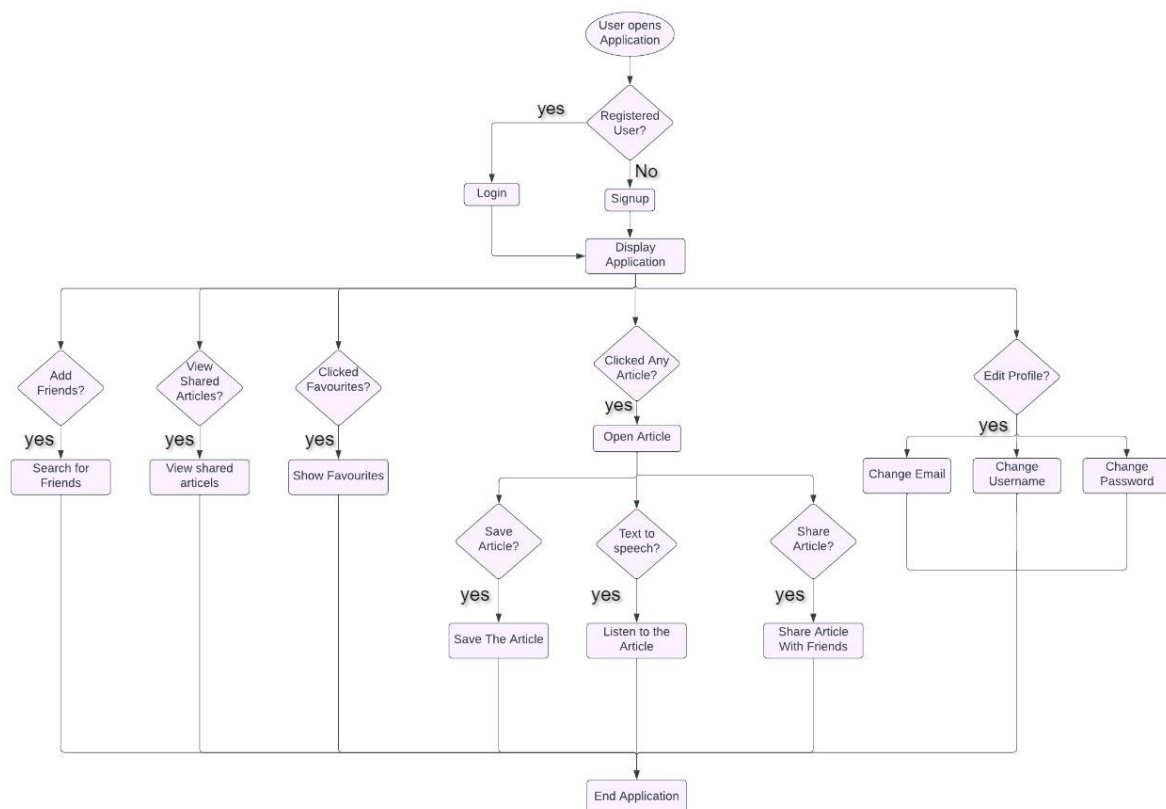 User opens
Application
yes
Registered
User?
No
Login
Signup
Display
Application
Add
Friends?
View
Shared
Articles?
Clicked
Favourites?
Clicked Any
Article?
Edit Profile?
yes
yes
yes
yes
yes
Search for
Friends
View shared
articels
Show Favourites
Open Article
Change Email
Change
Username
Change
Password
Save
Article?
Text to
speech?
Share
Article?
yes
yes
yes
Save The Article
Listen to the
Article
Share Article
With Friends
End Application